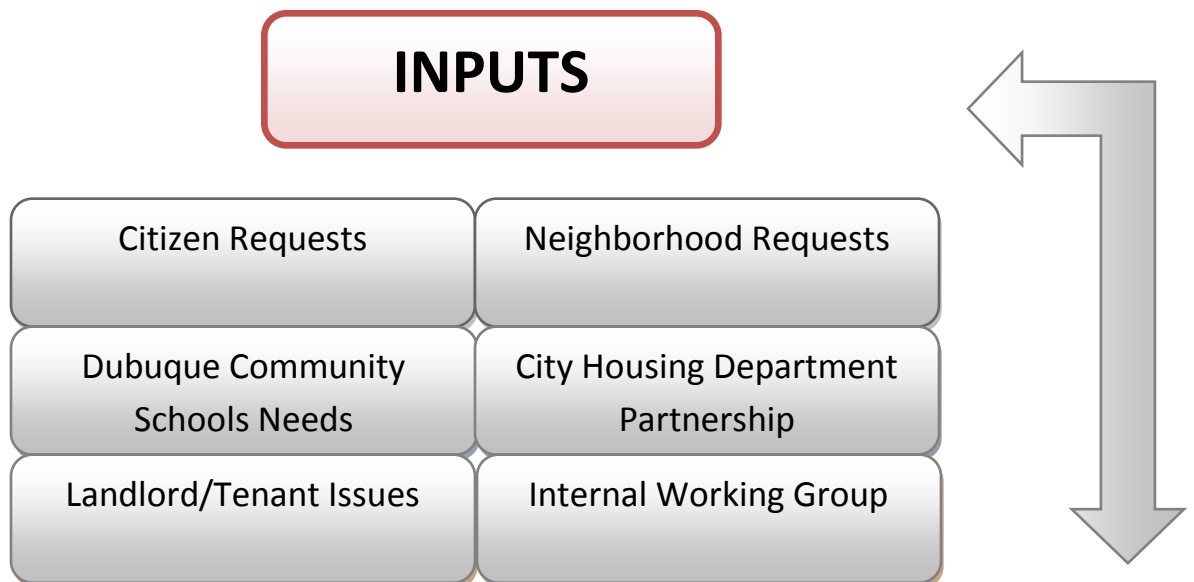 INPUTS
Citizen Requests
Neighborhood Requests
Dubuque Community
Schools Needs
City Housing Department
Partnership
Landlord/Tenant Issues
Internal Working Group